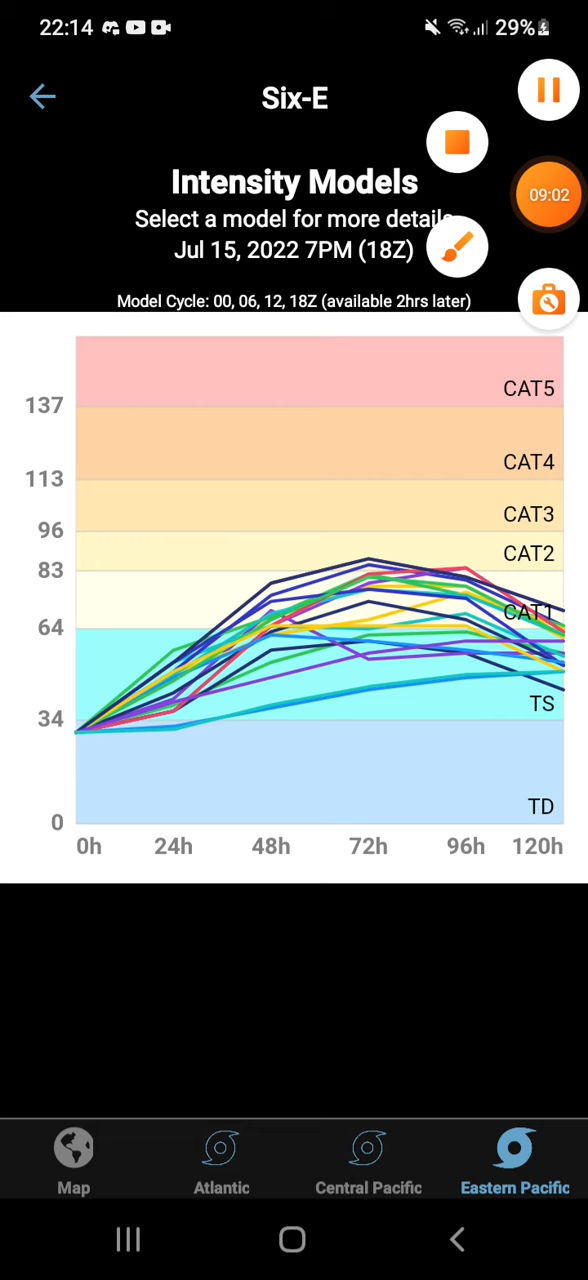 22:14
29%
Six-E
Intensity Models
Select a model for more details
09:02
Jul 15, 2022 7PM (18Z)
Model Cycle: 00, 06, 12, 18Z (available 2hrs later)
CAT5
137
CAT4
113
CAT3
96
CAT2
83
CAT1
64
TS
34
TD
0
0h 24h 48h 72h 96h 120h
Map Atlantic Central Pacific Eastern Pacific